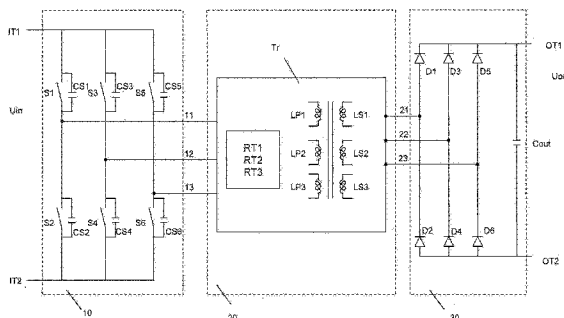 IT1
Tr
OT1
S1
CS1
S3
CS3
S5
CS5
D1
D3
D5
Uin
11
LP1
LS1
21
RT1
RT2
RT3
12
LP2
LS2
22
Cout
13
LP3
LS3
23
S2
CS2
S4
CS4
S6
CS6
D2
D4
D6
IT2
OT2
10
20
30